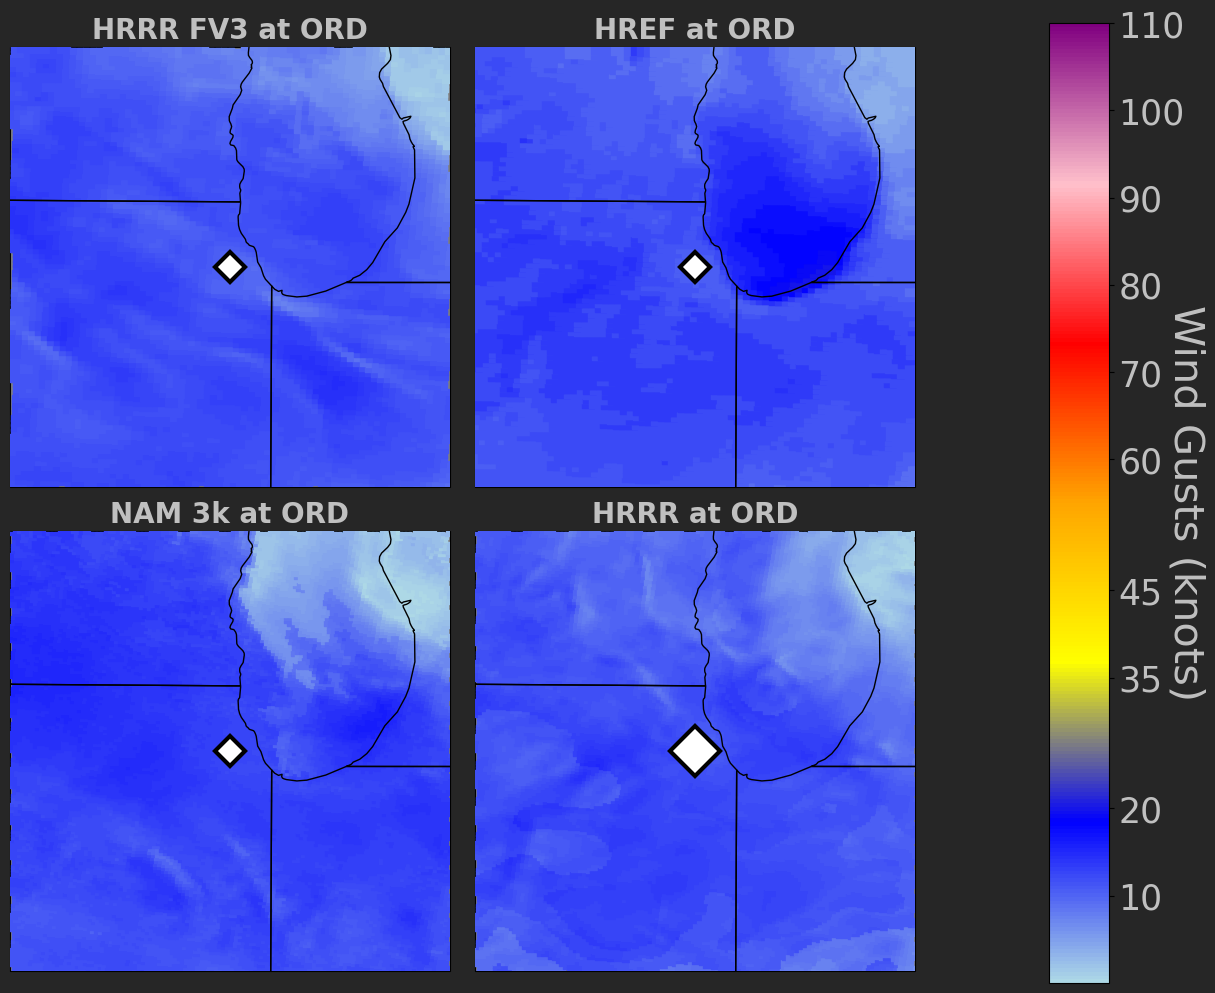 HRRR FV3 at ORD
HREF at ORD
NAM 3k at ORD
HRRR at ORD
110
100
90
80
70
60
45
35
20
10
Wind Gusts (knots)